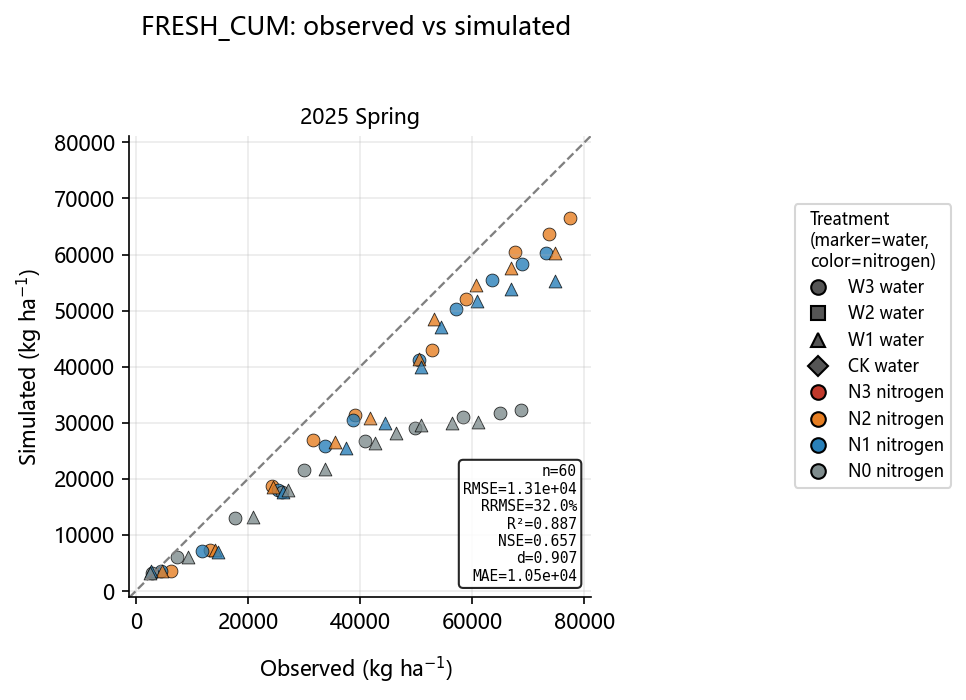 FRESH_CUM: observed vs simulated
2025 Spring
80000
70000
60000
50000
40000
30000
20000
10000
0
Simulated (kg ha⁻¹)
0 20000 40000 60000 80000
Observed (kg ha⁻¹)
n=60
RMSE=1.31e+04
RRMSE=32.0%
R²=0.887
NSE=0.657
d=0.907
MAE=1.05e+04
Treatment
(marker=water,
color=nitrogen)
W3 water
W2 water
W1 water
CK water
N3 nitrogen
N2 nitrogen
N1 nitrogen
N0 nitrogen